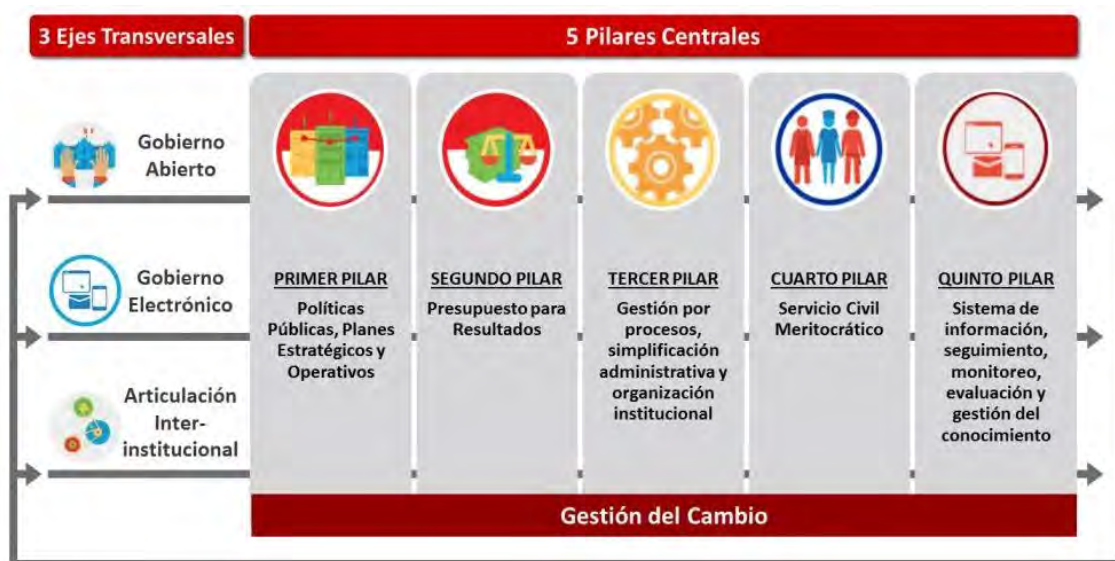 3 Ejes Transversales
5 Pilares Centrales
Gobierno
Abierto
Gobierno
Electrónico
Articulación
Inter-
institucional
PRIMER PILAR
Políticas
Públicas, Planes
Estratégicos y
Operativos
SEGUNDO PILAR
Presupuesto para
Resultados
TERCER PILAR
Gestión por
procesos,
simplificación
administrativa y
organización
institucional
CUARTO PILAR
Servicio Civil
Meritocrático
QUINTO PILAR
Sistema de
información,
seguimiento,
monitoreo,
evaluación y
gestión del
conocimiento
Gestión del Cambio